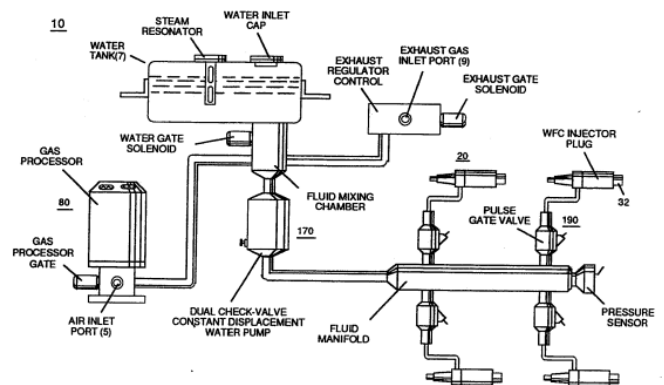 10
STEAM
RESONATOR
WATER INLET
CAP
WATER
TANK(7)
EXHAUST
REGULATOR
CONTROL
EXHAUST GAS
INLET PORT (9)
EXHAUST GATE
SOLENOID
WATER GATE
SOLENOID
GAS
PROCESSOR
80
FLUID MIXING
CHAMBER
20
WFC INJECTOR
PLUG
32
PULSE
GATE VALVE
190
170
GAS
PROCESSOR
GATE
AIR INLET
PORT (5)
DUAL CHECK-VALVE
CONSTANT DISPLACEMENT
WATER PUMP
FLUID
MANIFOLD
PRESSURE
SENSOR